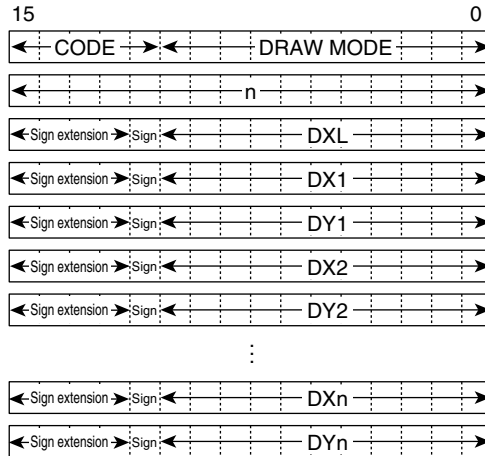 15 0
CODE DRAW MODE
n
Sign extension Sign DXL
Sign extension Sign DX1
Sign extension Sign DY1
Sign extension Sign DX2
Sign extension Sign DY2
⋮
Sign extension Sign DXn
Sign extension Sign DYn